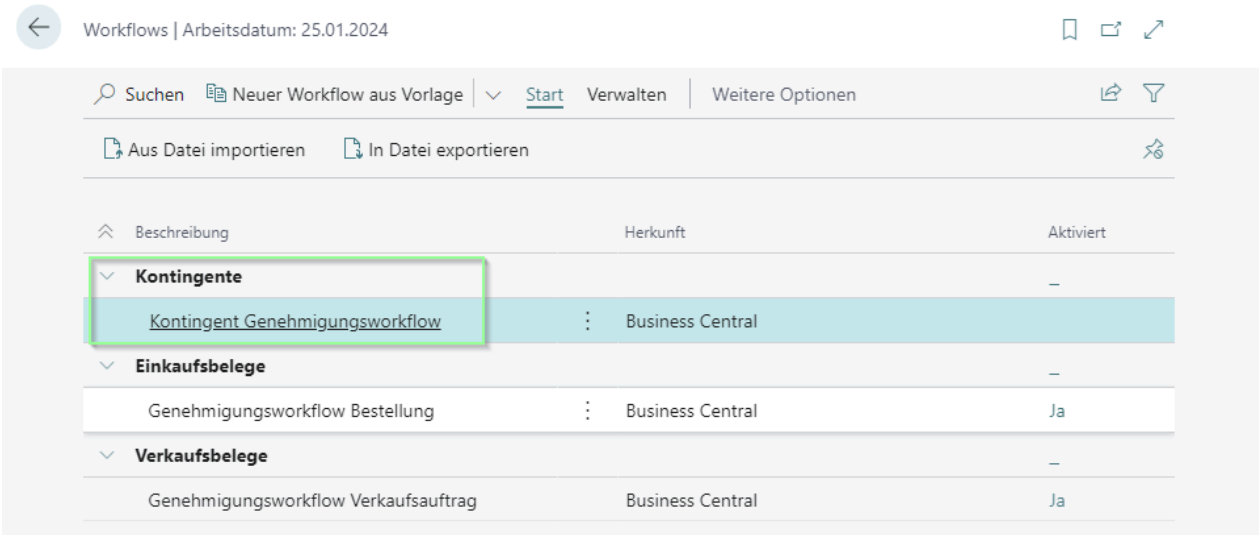 Workflows | Arbeitsdatum: 25.01.2024
Suchen Neuer Workflow aus Vorlage Start Verwalten Weitere Optionen
Aus Datei importieren In Datei exportieren
Beschreibung Herkunft Aktiviert
Kontingente _
Kontingent Genehmigungsworkflow Business Central
Einkaufsbelege _
Genehmigungsworkflow Bestellung Business Central Ja
Verkaufsbelege _
Genehmigungsworkflow Verkaufsauftrag Business Central Ja